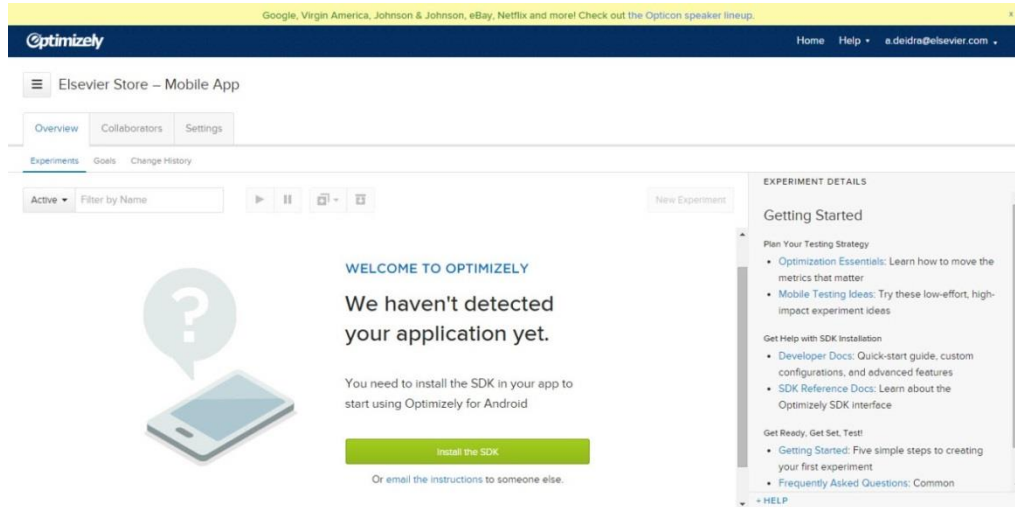 Google, Virgin America, Johnson & Johnson, eBay, Netflix and more! Check out the Opticon speaker lineup.
x
Optimizely
Home Help a.deidra@elsevier.com
Elsevier Store – Mobile App
Overview Collaborators Settings
Experiments Goals Change History
Active Filter by Name New Experiment
WELCOME TO OPTIMIZELY
We haven't detected
your application yet.
You need to install the SDK in your app to
start using Optimizely for Android
Install the SDK
Or email the instructions to someone else.
EXPERIMENT DETAILS
Getting Started
Plan Your Testing Strategy
• Optimization Essentials: Learn how to move the
metrics that matter
• Mobile Testing Ideas: Try these low-effort, high-
impact experiment ideas
Get Help with SDK Installation
• Developer Docs: Quick-start guide, custom
configurations, and advanced features
• SDK Reference Docs: Learn about the
Optimizely SDK interface
Get Ready, Get Set, Test!
• Getting Started: Five simple steps to creating
your first experiment
• Frequently Asked Questions: Common
+ HELP